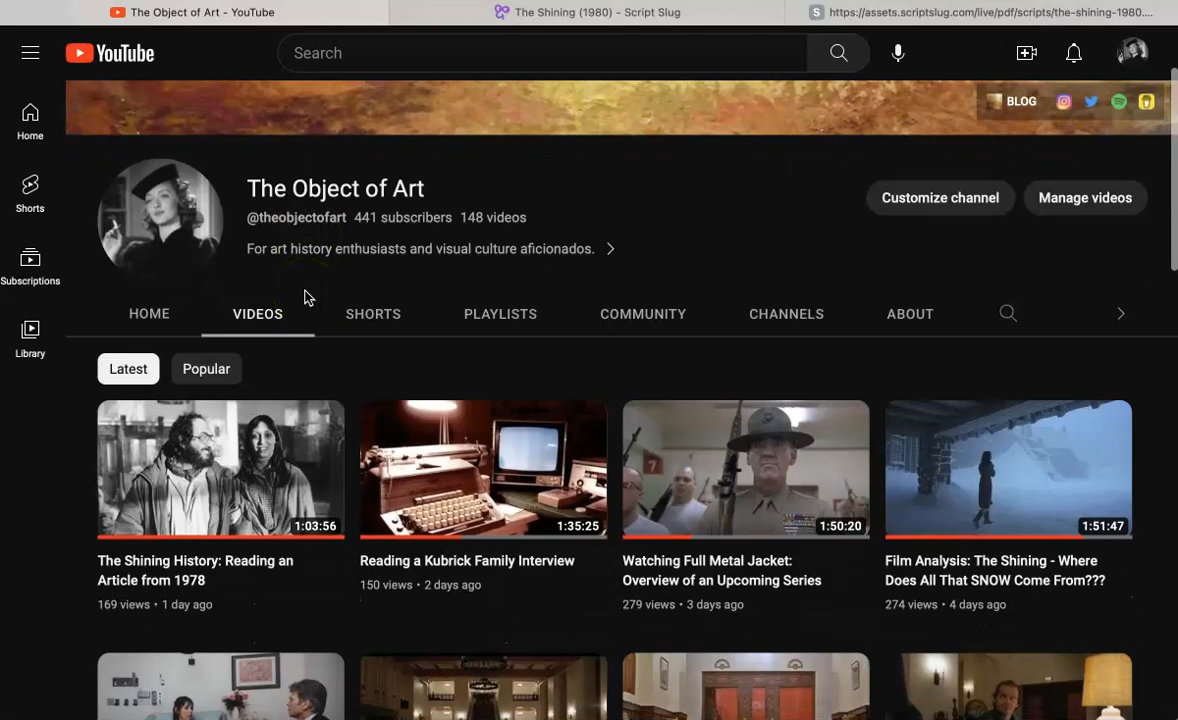 The Object of Art - YouTube
The Shining (1980) - Script Slug
S https://assets.scriptslug.com/live/pdf/scripts/the-shining-1980....
YouTube
Search
BLOG
Home
Shorts
Subscriptions
Library
The Object of Art
@theobjectofart 441 subscribers 148 videos
For art history enthusiasts and visual culture aficionados.
Customize channel
Manage videos
HOME VIDEOS SHORTS PLAYLISTS COMMUNITY CHANNELS ABOUT
Latest Popular
7
1:03:56
1:35:25
1:50:20
1:51:47
The Shining History: Reading an
Article from 1978
169 views • 1 day ago
Reading a Kubrick Family Interview
150 views • 2 days ago
Watching Full Metal Jacket:
Overview of an Upcoming Series
279 views • 3 days ago
Film Analysis: The Shining - Where
Does All That SNOW Come From???
274 views • 4 days ago